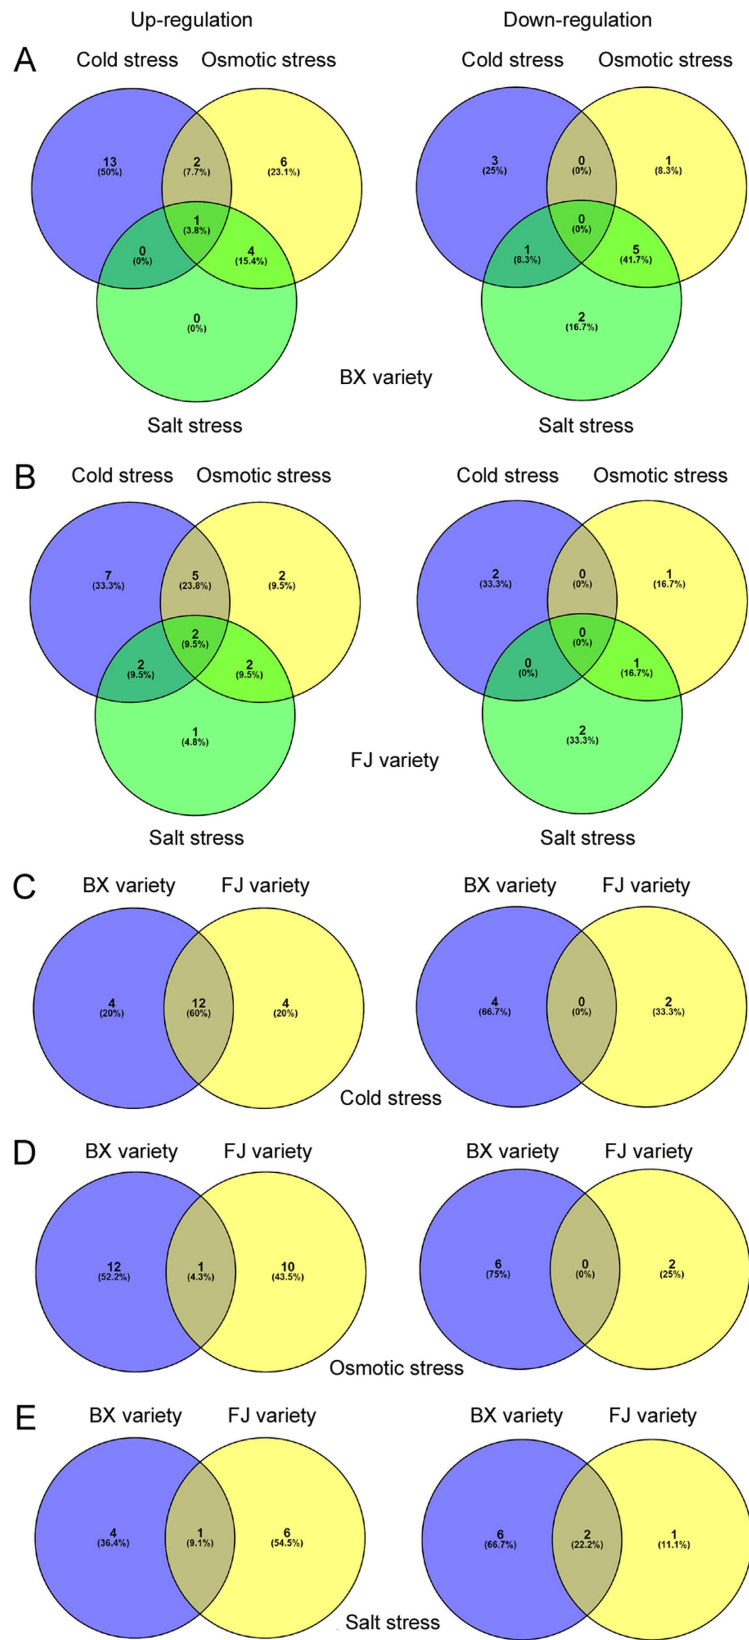 Up-regulation Down-regulation
A
Cold stress Osmotic stress Cold stress Osmotic stress
13 2 6 3 0 1
(50%) (7.7%) (23.1%) (25%) (0%) (8.3%)
1 0
(3.8%) (0%)
0 4 1 5
(0%) (15.4%) (8.3%) (41.7%)
0 2
(0%) (16.7%)
BX variety
Salt stress Salt stress
B
Cold stress Osmotic stress Cold stress Osmotic stress
7 5 2 2 0 1
(33.3%) (23.8%) (9.5%) (33.3%) (0%) (16.7%)
2 0
(9.5%) (0%)
2 2 0 1
(9.5%) (9.5%) (0%) (16.7%)
1 2
(4.8%) (33.3%)
FJ variety
Salt stress Salt stress
C
BX variety FJ variety BX variety FJ variety
4 12 4 4 0 2
(20%) (60%) (20%) (66.7%) (0%) (33.3%)
Cold stress
D
BX variety FJ variety BX variety FJ variety
12 1 10 6 0 2
(52.2%) (4.3%) (43.5%) (75%) (0%) (25%)
Osmotic stress
E
BX variety FJ variety BX variety FJ variety
4 1 6 6 2 1
(36.4%) (9.1%) (54.5%) (66.7%) (22.2%) (11.1%)
Salt stress